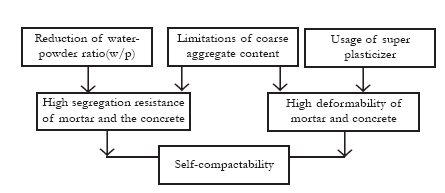 Reduction of water-
powder ratio(w/p)
Limitations of coarse
aggregate content
Usage of super
plasticizer
High segregation resistance
of mortar and the concrete
High deformability of
mortar and concrete
Self-compactability